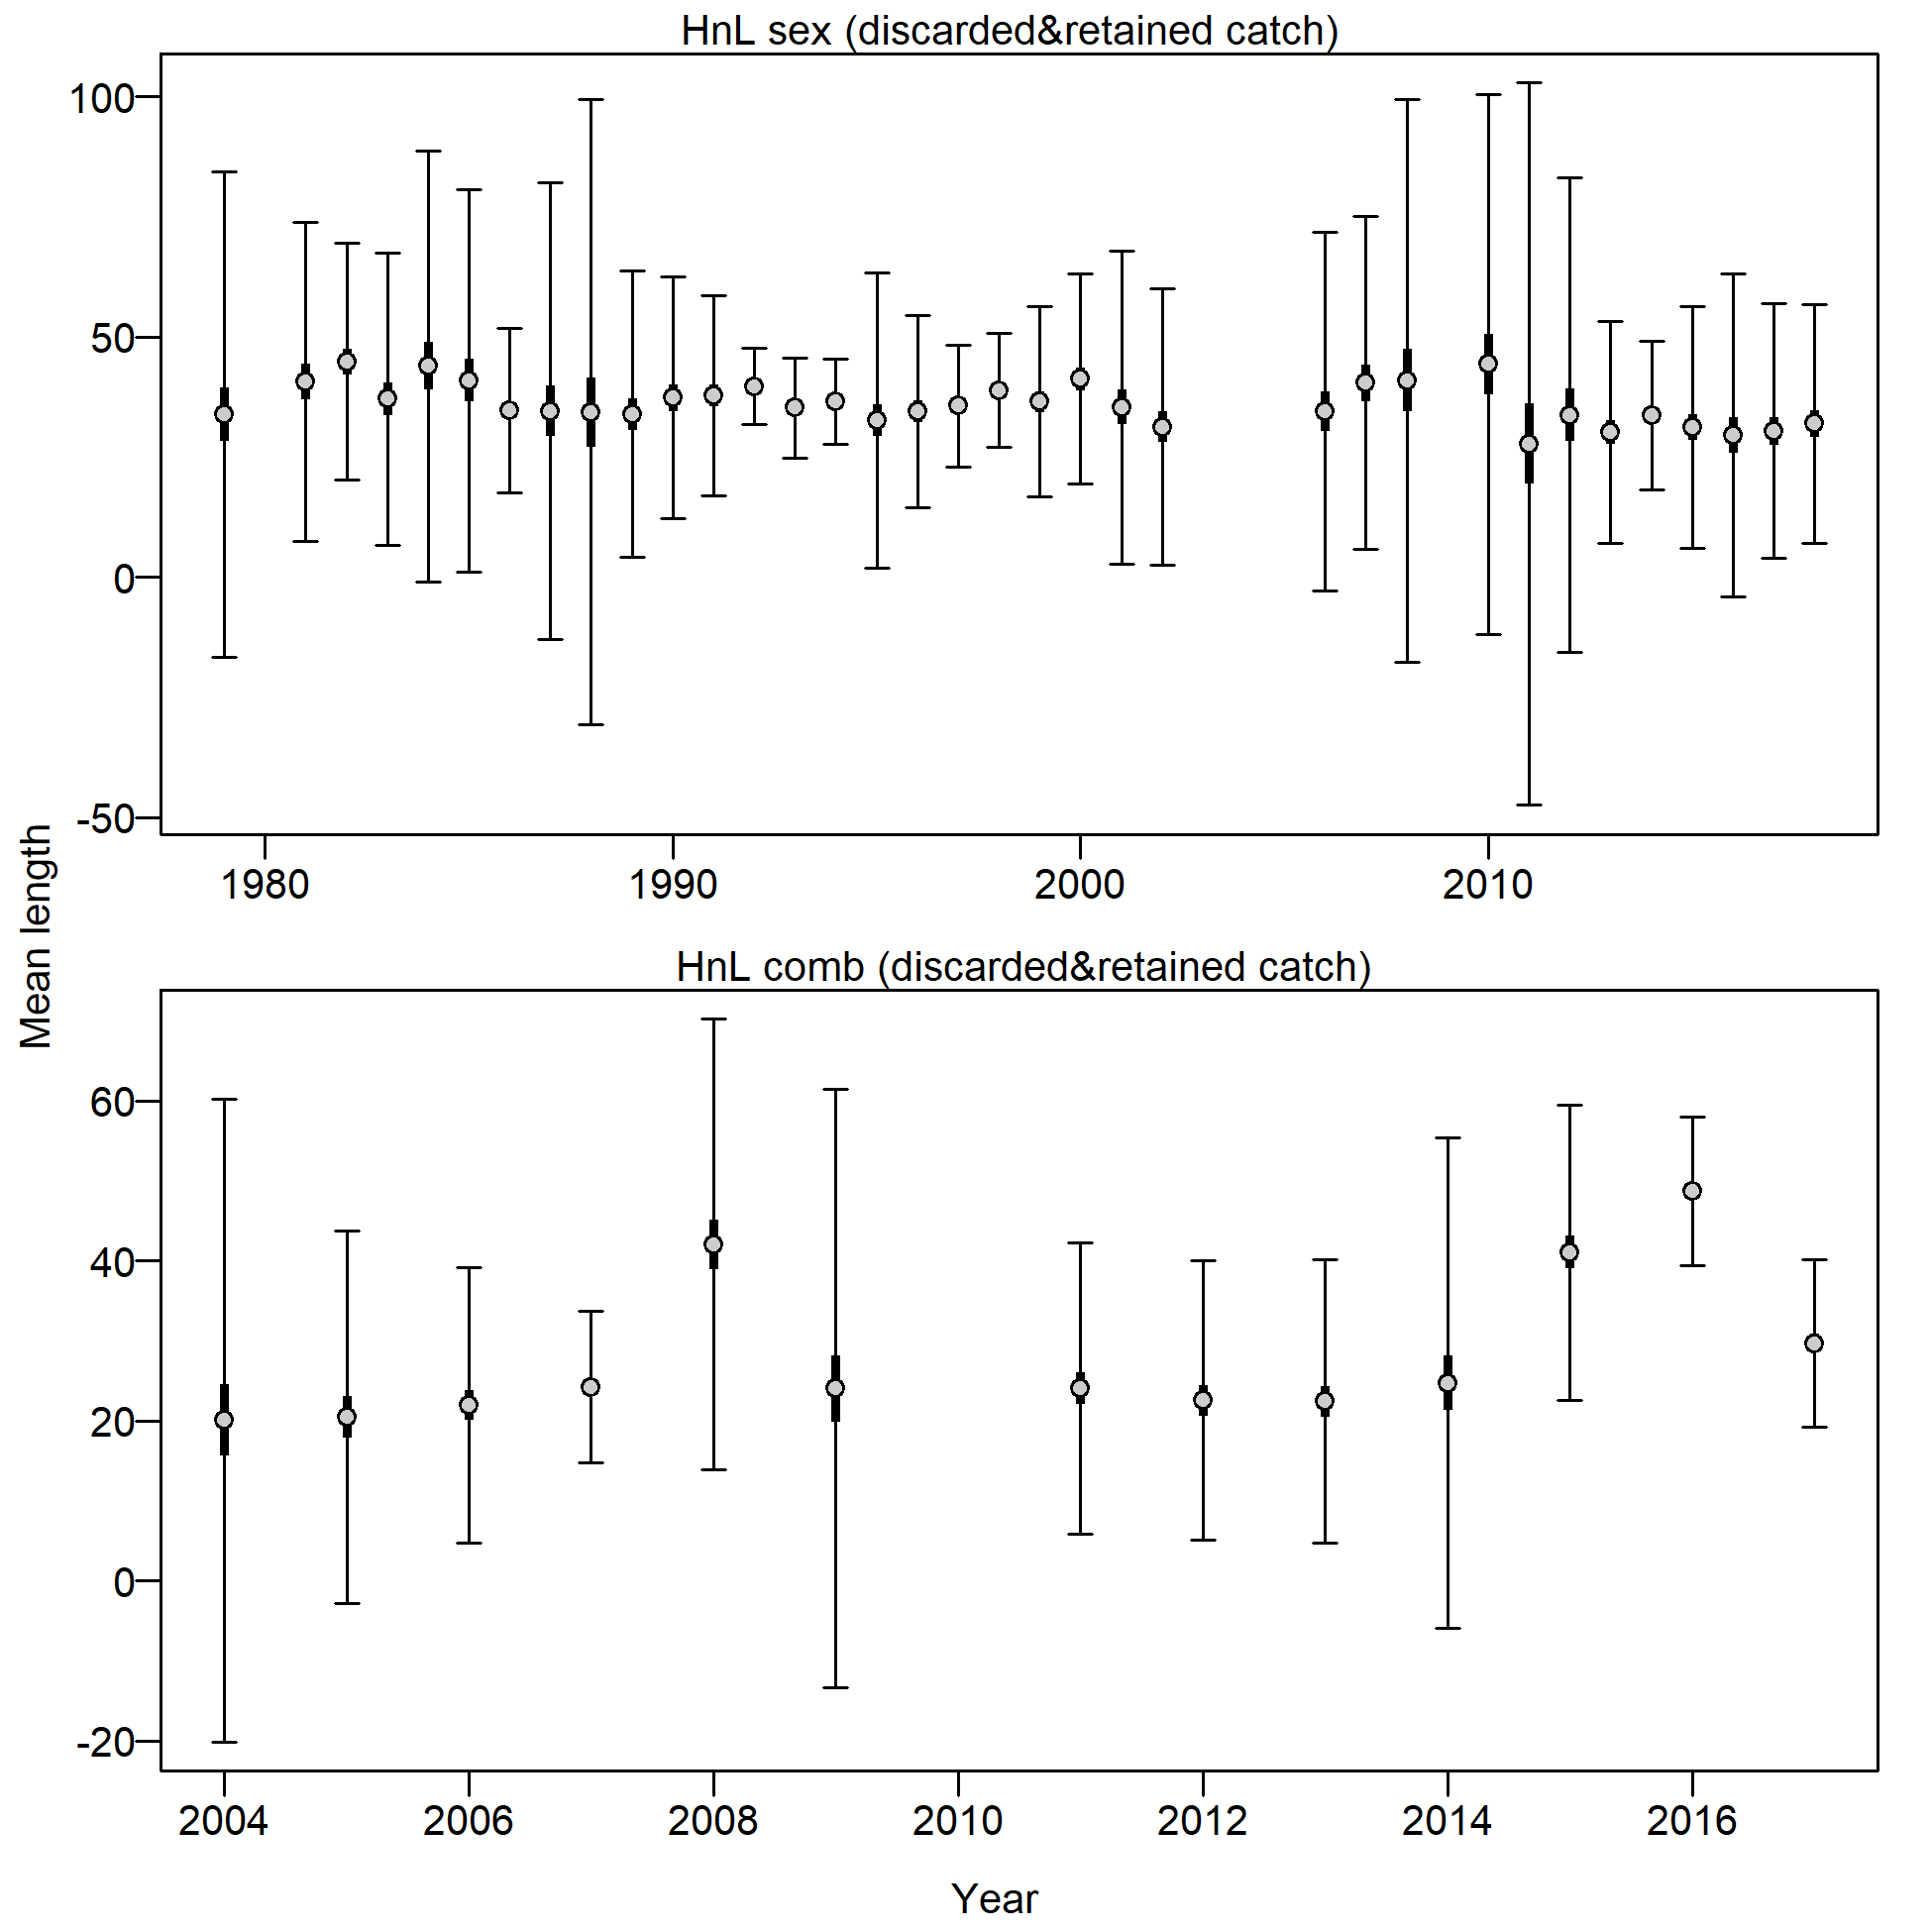 HnL sex (discarded&retained catch)
100
50
0
-50
1980 1990 2000 2010
Mean length
HnL comb (discarded&retained catch)
60
40
20
0
-20
2004 2006 2008 2010 2012 2014 2016
Year